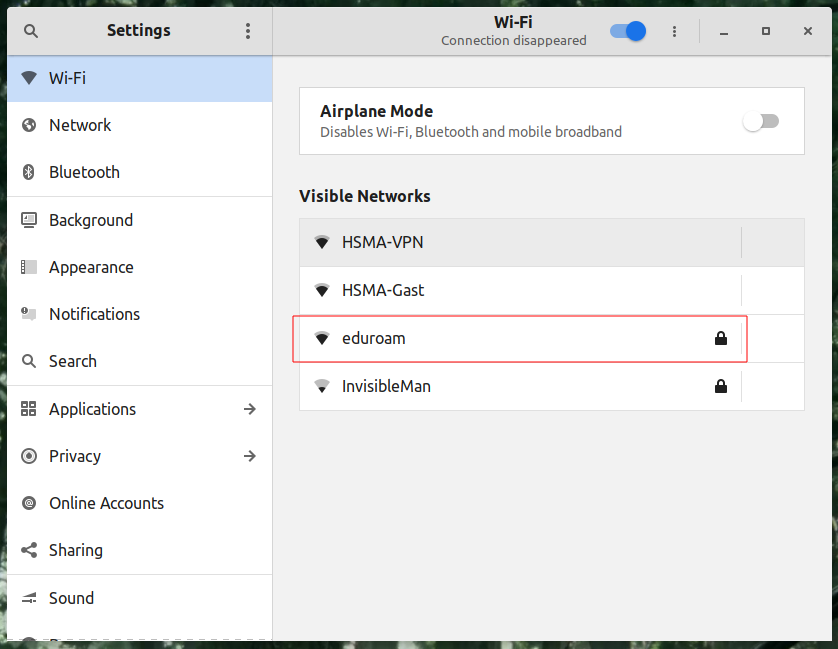 Settings
Wi-Fi
Connection disappeared
Wi-Fi
Network
Bluetooth
Background
Appearance
Notifications
Search
Applications
Privacy
Online Accounts
Sharing
Sound
Airplane Mode
Disables Wi-Fi, Bluetooth and mobile broadband
Visible Networks
HSMA-VPN
HSMA-Gast
eduroam
InvisibleMan